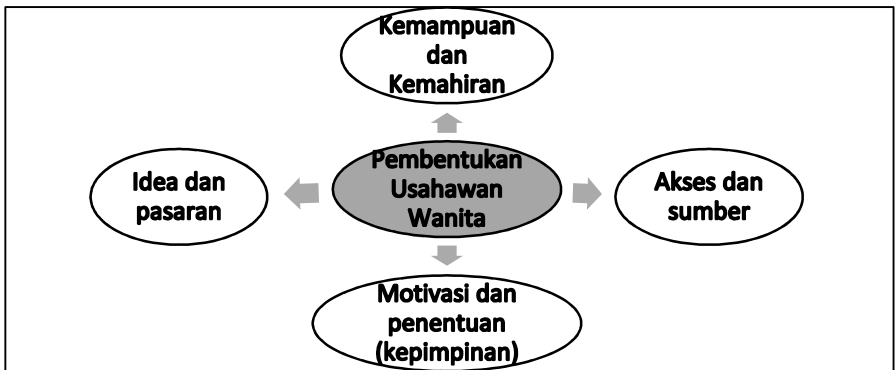 Kemampuan
dan
Kemahiran
Idea dan
pasaran
Pembentukan
Usahawan
Wanita
Akses dan
sumber
Motivasi dan
penentuan
(kepimpinan)